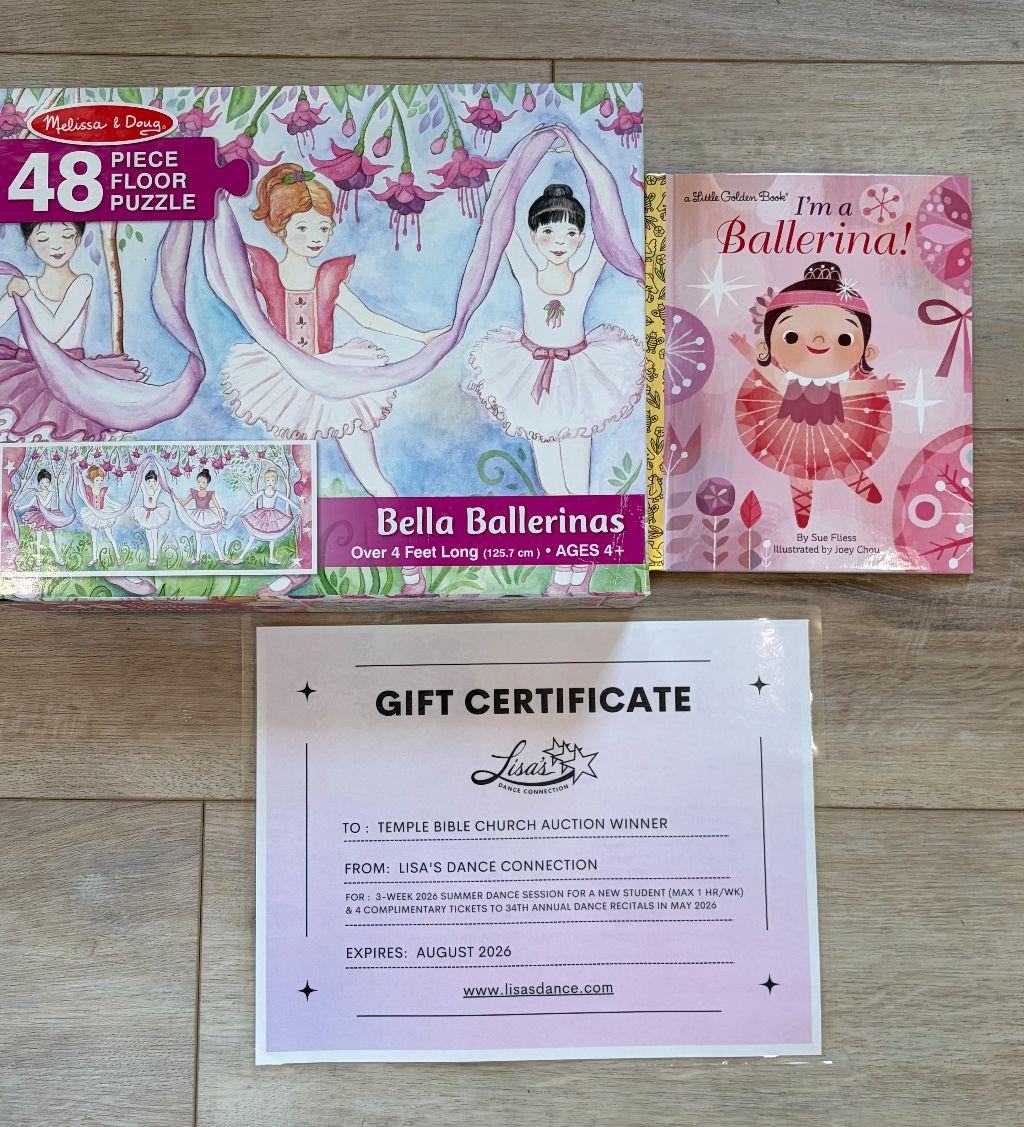 Melissa & Doug®
48 PIECE
FLOOR
PUZZLE
Bella Ballerinas
Over 4 Feet Long (125.7 cm) • AGES 4+
a Little Golden Book®
I'm a
Ballerina!
By Sue Fliess
Illustrated by Joey Chou
GIFT CERTIFICATE
Lisa's
DANCE CONNECTION
TO : TEMPLE BIBLE CHURCH AUCTION WINNER
FROM: LISA'S DANCE CONNECTION
FOR : 3-WEEK 2026 SUMMER DANCE SESSION FOR A NEW STUDENT (MAX 1 HR/WK)
& 4 COMPLIMENTARY TICKETS TO 34TH ANNUAL DANCE RECITALS IN MAY 2026
EXPIRES: AUGUST 2026
www.lisasdance.com